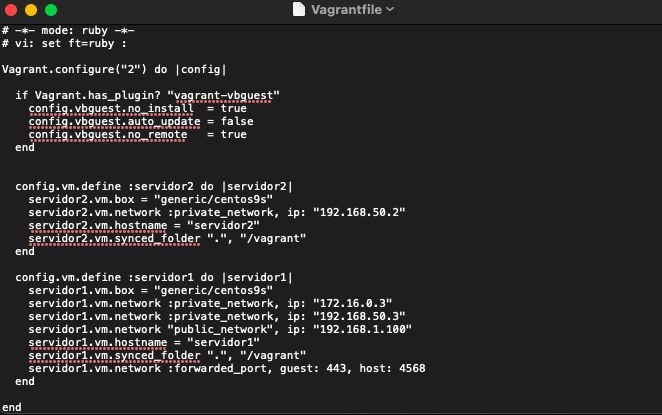 Vagrantfile
# -*- mode: ruby -*-
# vi: set ft=ruby :
Vagrant.configure("2") do |config|
if Vagrant.has_plugin? "vagrant-vbguest"
config.vbguest.no_install = true
config.vbguest.auto_update = false
config.vbguest.no_remote = true
end
config.vm.define :servidor2 do |servidor2|
servidor2.vm.box = "generic/centos9s"
servidor2.vm.network :private_network, ip: "192.168.50.2"
servidor2.vm.hostname = "servidor2"
servidor2.vm.synced_folder ".", "/vagrant"
end
config.vm.define :servidor1 do |servidor1|
servidor1.vm.box = "generic/centos9s"
servidor1.vm.network :private_network, ip: "172.16.0.3"
servidor1.vm.network :private_network, ip: "192.168.50.3"
servidor1.vm.network "public_network", ip: "192.168.1.100"
servidor1.vm.hostname = "servidor1"
servidor1.vm.synced_folder ".", "/vagrant"
servidor1.vm.network :forwarded_port, guest: 443, host: 4568
end
end